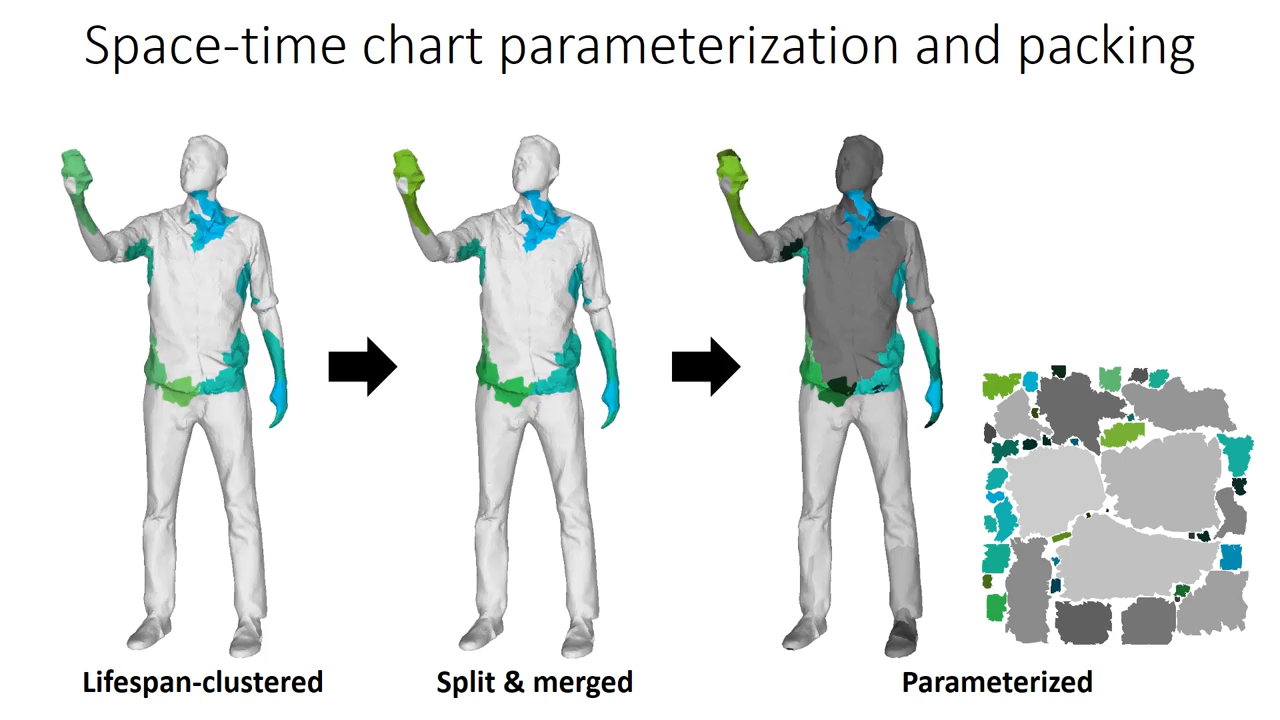 Space-time chart parameterization and packing
Lifespan-clustered
Split & merged
Parameterized